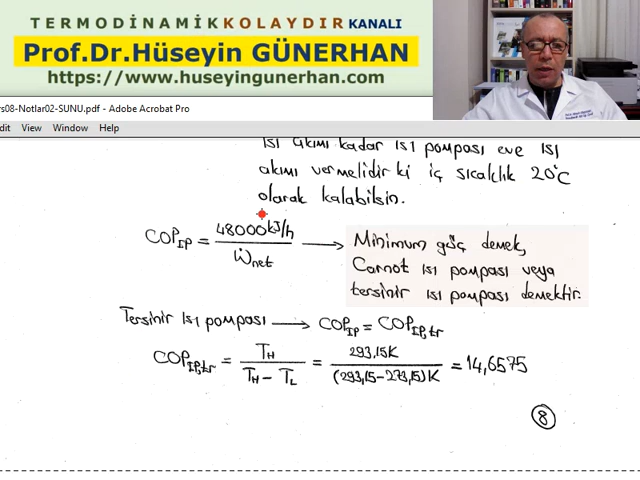 TERMODİNAMİKKOLAYDIR KANALI
Prof.Dr.Hüseyin GÜNERHAN
https://www.huseyingunerhan.com
rs08-Notlar02-SUNU.pdf - Adobe Acrobat Pro
dit View Window Help
ısı akımı kadar ısı pompası eve ısı
akımı vermelidir ki iç sıcaklık 20°C
olarak kalabilsin.
COP_IP = 48000kJ/h / Ẇnet → Minimum güç demek,
Carnot ısı pompası veya
tersinir ısı pompası demektir.
Tersinir ısı pompası → COP_IP = COP_IP,tr
COP_IP,tr = T_H / (T_H - T_L) = 293,15K / (293,15-273,15)K = 14,6575
8